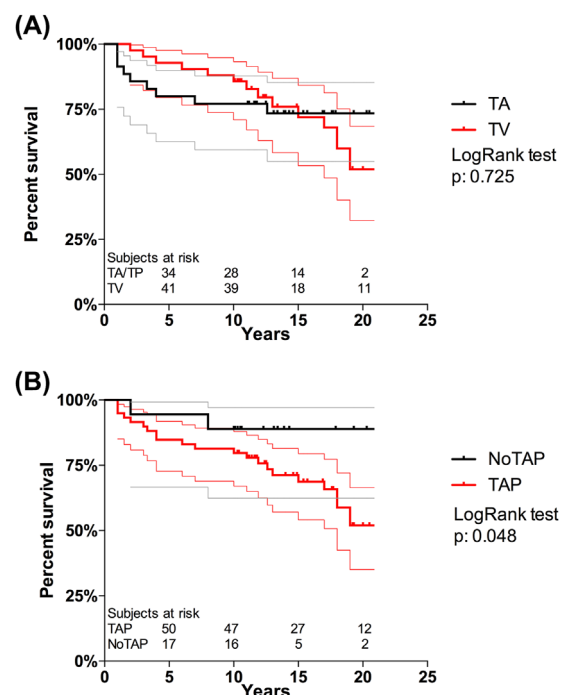 (A)
100%
75%
50%
25%
0%
Percent survival
TA
TV
LogRank test
p: 0.725
Subjects at risk
TA/TP 34 28 14 2
TV 41 39 18 11
0 5 10 15 20 25
Years
(B)
100%
75%
50%
25%
0%
Percent survival
NoTAP
TAP
LogRank test
p: 0.048
Subjects at risk
TAP 50 47 27 12
NoTAP 17 16 5 2
0 5 10 15 20 25
Years